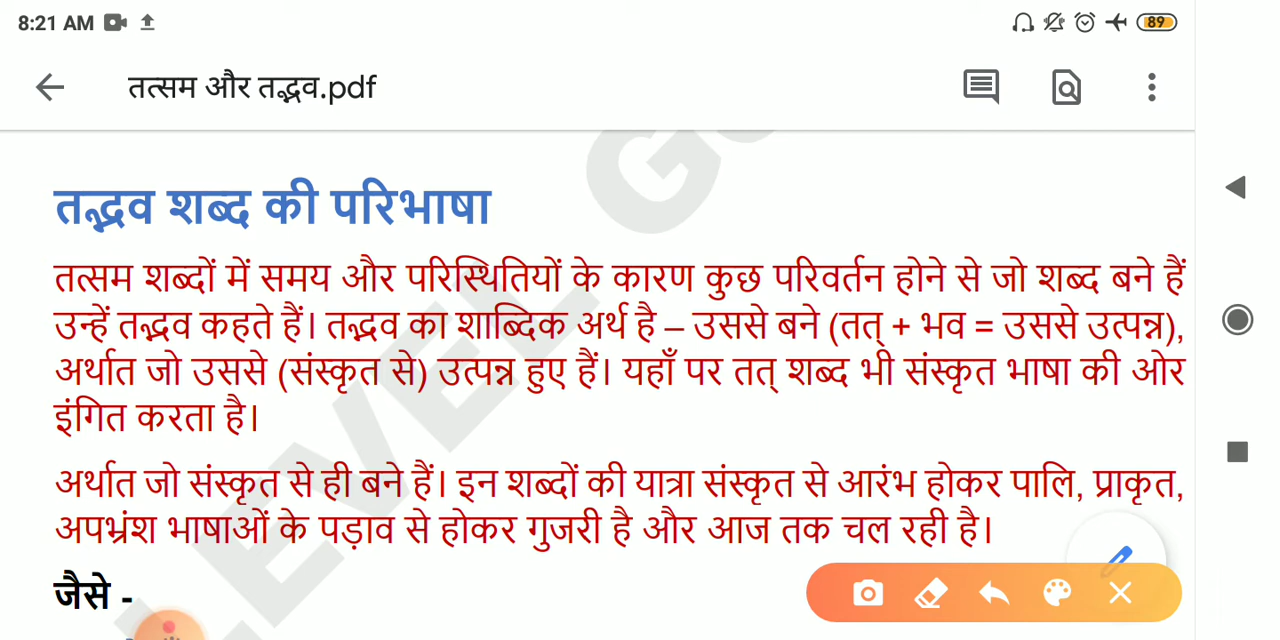 8:21 AM
89
तत्सम और तद्भव.pdf
तद्भव शब्द की परिभाषा
तत्सम शब्दों में समय और परिस्थितियों के कारण कुछ परिवर्तन होने से जो शब्द बने हैं
उन्हें तद्भव कहते हैं। तद्भव का शाब्दिक अर्थ है – उससे बने (तत् + भव = उससे उत्पन्न),
अर्थात जो उससे (संस्कृत से) उत्पन्न हुए हैं। यहाँ पर तत् शब्द भी संस्कृत भाषा की ओर
इंगित करता है।
अर्थात जो संस्कृत से ही बने हैं। इन शब्दों की यात्रा संस्कृत से आरंभ होकर पालि, प्राकृत,
अपभ्रंश भाषाओं के पड़ाव से होकर गुजरी है और आज तक चल रही है।
जैसे -
LEVEL